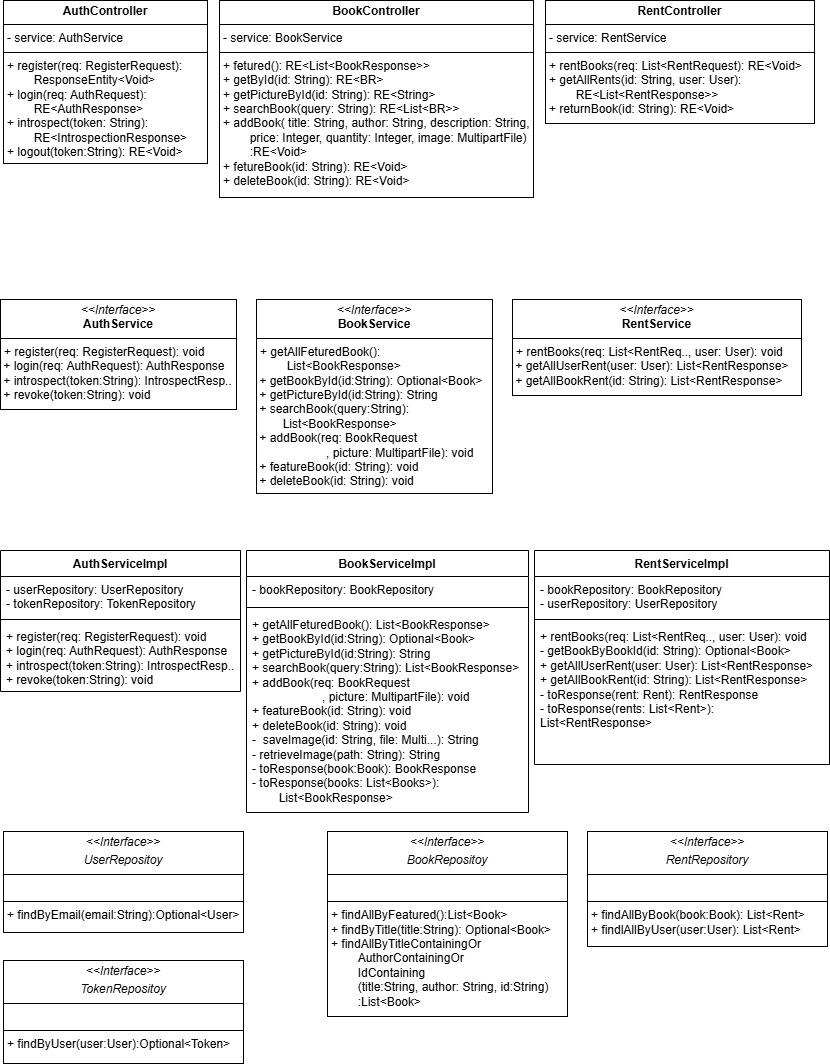 AuthController
- service: AuthService
+ register(req: RegisterRequest):
ResponseEntity<Void>
+ login(req: AuthRequest):
RE<AuthResponse>
+ introspect(token: String):
RE<IntrospectionResponse>
+ logout(token:String): RE<Void>
BookController
- service: BookService
+ fetured(): RE<List<BookResponse>>
+ getById(id: String): RE<BR>
+ getPictureById(id: String): RE<String>
+ searchBook(query: String): RE<List<BR>>
+ addBook( title: String, author: String, description: String,
price: Integer, quantity: Integer, image: MultipartFile)
:RE<Void>
+ fetureBook(id: String): RE<Void>
+ deleteBook(id: String): RE<Void>
RentController
- service: RentService
+ rentBooks(req: List<RentRequest): RE<Void>
+ getAllRents(id: String, user: User):
RE<List<RentResponse>>
+ returnBook(id: String): RE<Void>
<<Interface>>
AuthService
+ register(req: RegisterRequest): void
+ login(req: AuthRequest): AuthResponse
+ introspect(token:String): IntrospectResp..
+ revoke(token:String): void
<<Interface>>
BookService
+ getAllFeturedBook():
List<BookResponse>
+ getBookById(id:String): Optional<Book>
+ getPictureById(id:String): String
+ searchBook(query:String):
List<BookResponse>
+ addBook(req: BookRequest
, picture: MultipartFile): void
+ featureBook(id: String): void
+ deleteBook(id: String): void
<<Interface>>
RentService
+ rentBooks(req: List<RentReq.., user: User): void
+ getAllUserRent(user: User): List<RentResponse>
+ getAllBookRent(id: String): List<RentResponse>
AuthServiceImpl
- userRepository: UserRepository
- tokenRepository: TokenRepository
+ register(req: RegisterRequest): void
+ login(req: AuthRequest): AuthResponse
+ introspect(token:String): IntrospectResp..
+ revoke(token:String): void
BookServiceImpl
- bookRepository: BookRepository
+ getAllFeturedBook(): List<BookResponse>
+ getBookById(id:String): Optional<Book>
+ getPictureById(id:String): String
+ searchBook(query:String): List<BookResponse>
+ addBook(req: BookRequest
, picture: MultipartFile): void
+ featureBook(id: String): void
+ deleteBook(id: String): void
- saveImage(id: String, file: Multi...): String
- retrieveImage(path: String): String
- toResponse(book:Book): BookResponse
- toResponse(books: List<Books>):
List<BookResponse>
RentServiceImpl
- bookRepository: BookRepository
- userRepository: UserRepository
+ rentBooks(req: List<RentReq.., user: User): void
- getBookByBookId(id: String): Optional<Book>
+ getAllUserRent(user: User): List<RentResponse>
+ getAllBookRent(id: String): List<RentResponse>
- toResponse(rent: Rent): RentResponse
- toResponse(rents: List<Rent>):
List<RentResponse>
<<Interface>>
UserRepositoy
+ findByEmail(email:String):Optional<User>
<<Interface>>
BookRepositoy
+ findAllByFeatured():List<Book>
+ findByTitle(title:String): Optional<Book>
+ findAllByTitleContainingOr
AuthorContainingOr
IdContaining
(title:String, author: String, id:String)
:List<Book>
<<Interface>>
RentRepository
+ findAllByBook(book:Book): List<Rent>
+ findlAllByUser(user:User): List<Rent>
<<Interface>>
TokenRepositoy
+ findByUser(user:User):Optional<Token>